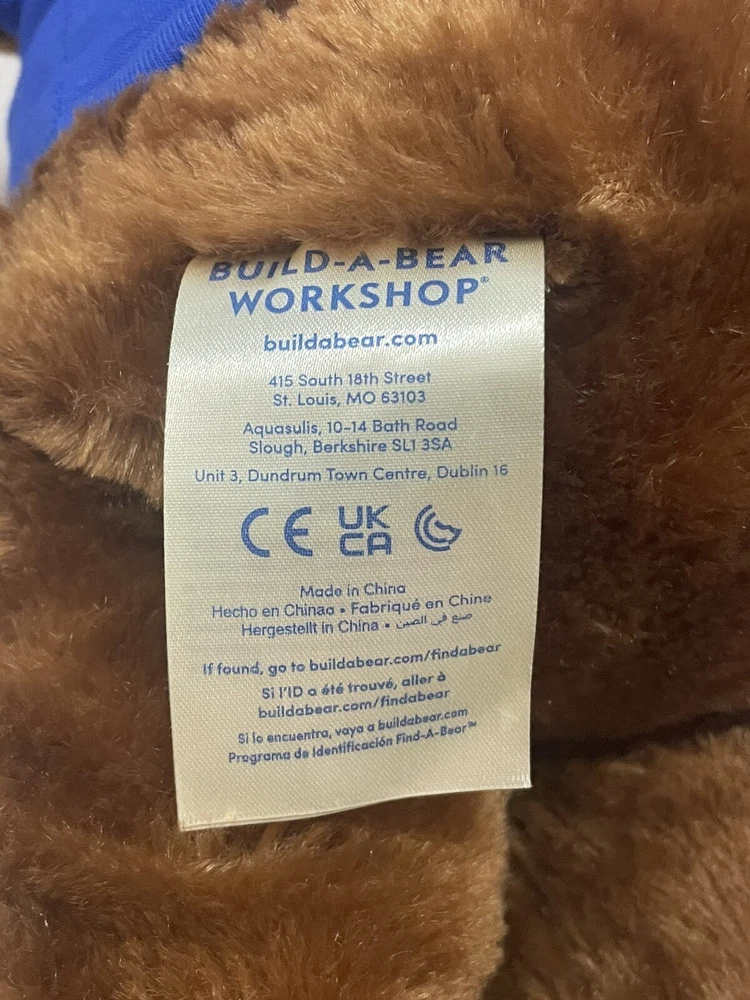 BUILD-A-BEAR
WORKSHOP®
buildabear.com
415 South 18th Street
St. Louis, MO 63103
Aquasulis, 10-14 Bath Road
Slough, Berkshire SL1 3SA
Unit 3, Dundrum Town Centre, Dublin 16
CE UK CA
Made in China
Hecho en Chinaa • Fabriqué en Chine
Hergestellt in China • صنع في الصين
If found, go to buildabear.com/findabear
Si l'ID a été trouvé, aller à
buildabear.com/findabear
Si lo encuentra, vaya a buildabear.com
Programa de Identificación Find-A-Bear™